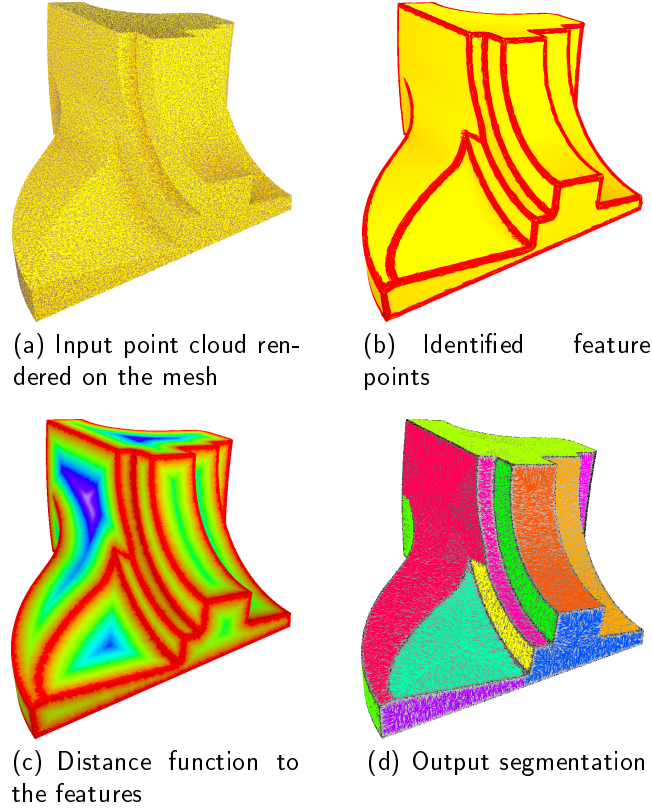 (a) Input point cloud ren-
dered on the mesh
(b) Identified feature
points
(c) Distance function to
the features
(d) Output segmentation